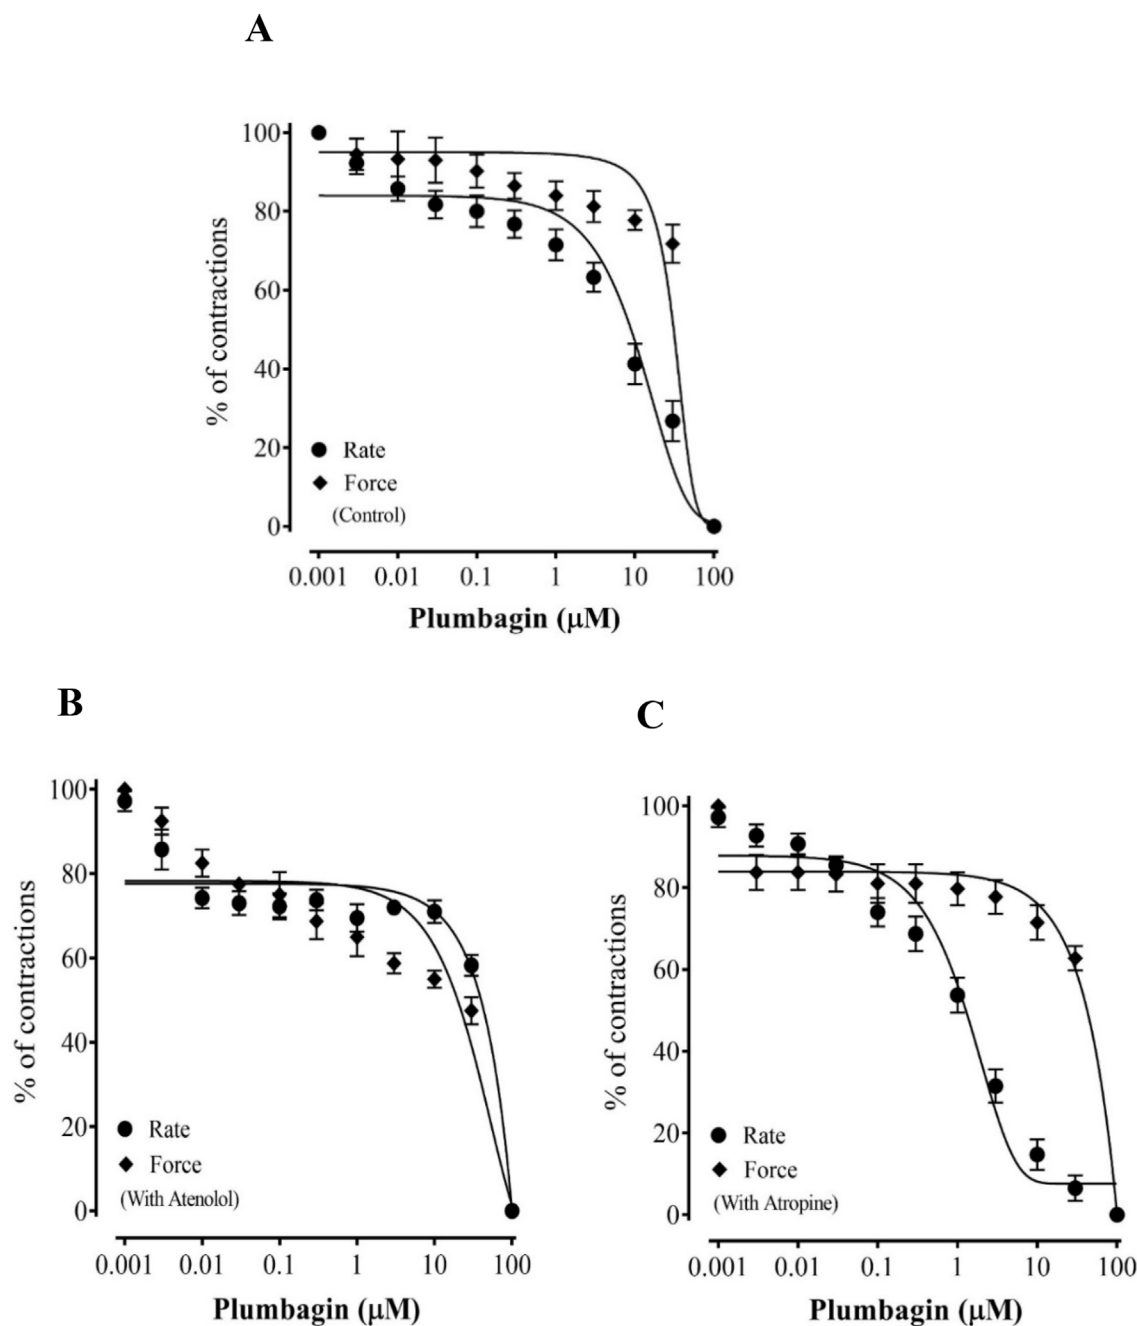 A
100
80
60
40
20
0
% of contractions
Rate
Force
(Control)
0.001 0.01 0.1 1 10 100
Plumbagin (μM)
B
100
80
60
40
20
0
% of contractions
Rate
Force
(With Atenolol)
0.001 0.01 0.1 1 10 100
Plumbagin (μM)
C
100
80
60
40
20
0
% of contractions
Rate
Force
(With Atropine)
0.001 0.01 0.1 1 10 100
Plumbagin (μM)